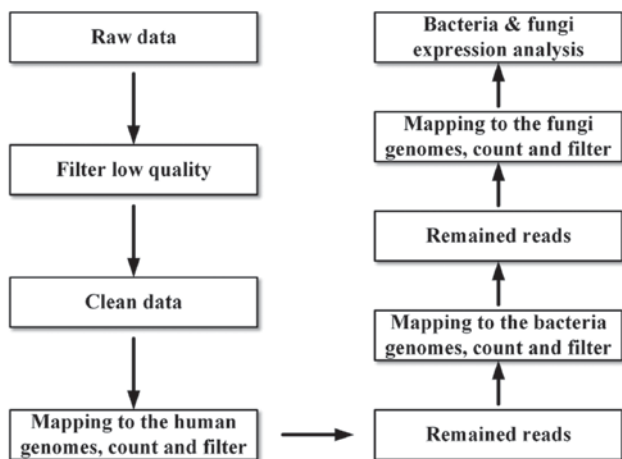 Raw data
Filter low quality
Clean data
Mapping to the human
genomes, count and filter
Remained reads
Mapping to the bacteria
genomes, count and filter
Remained reads
Mapping to the fungi
genomes, count and filter
Bacteria & fungi
expression analysis